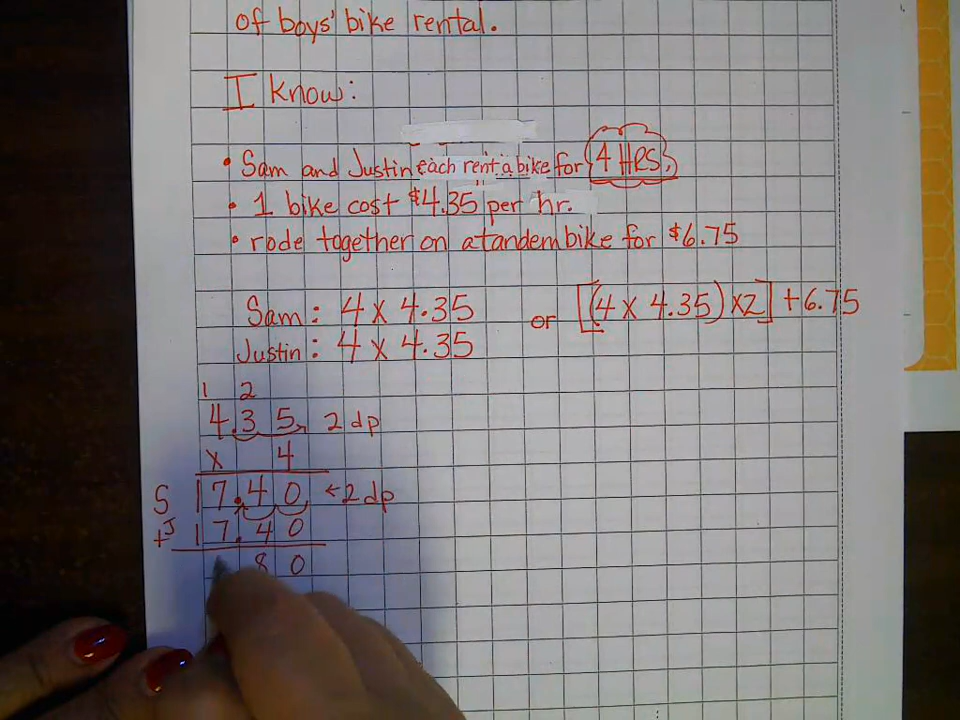 of boys' bike rental.
I know:
• Sam and Justin each rent a bike for 4 HRS.
• 1 bike cost $4.35 per hr.
• rode together on a tandem bike for $6.75
Sam: 4 x 4.35
or [(4 x 4.35) x 2] + 6.75
Justin: 4 x 4.35
1 2
4.35 2 dp
x 4
S 17.40 ← 2 dp
+J 17.40
80